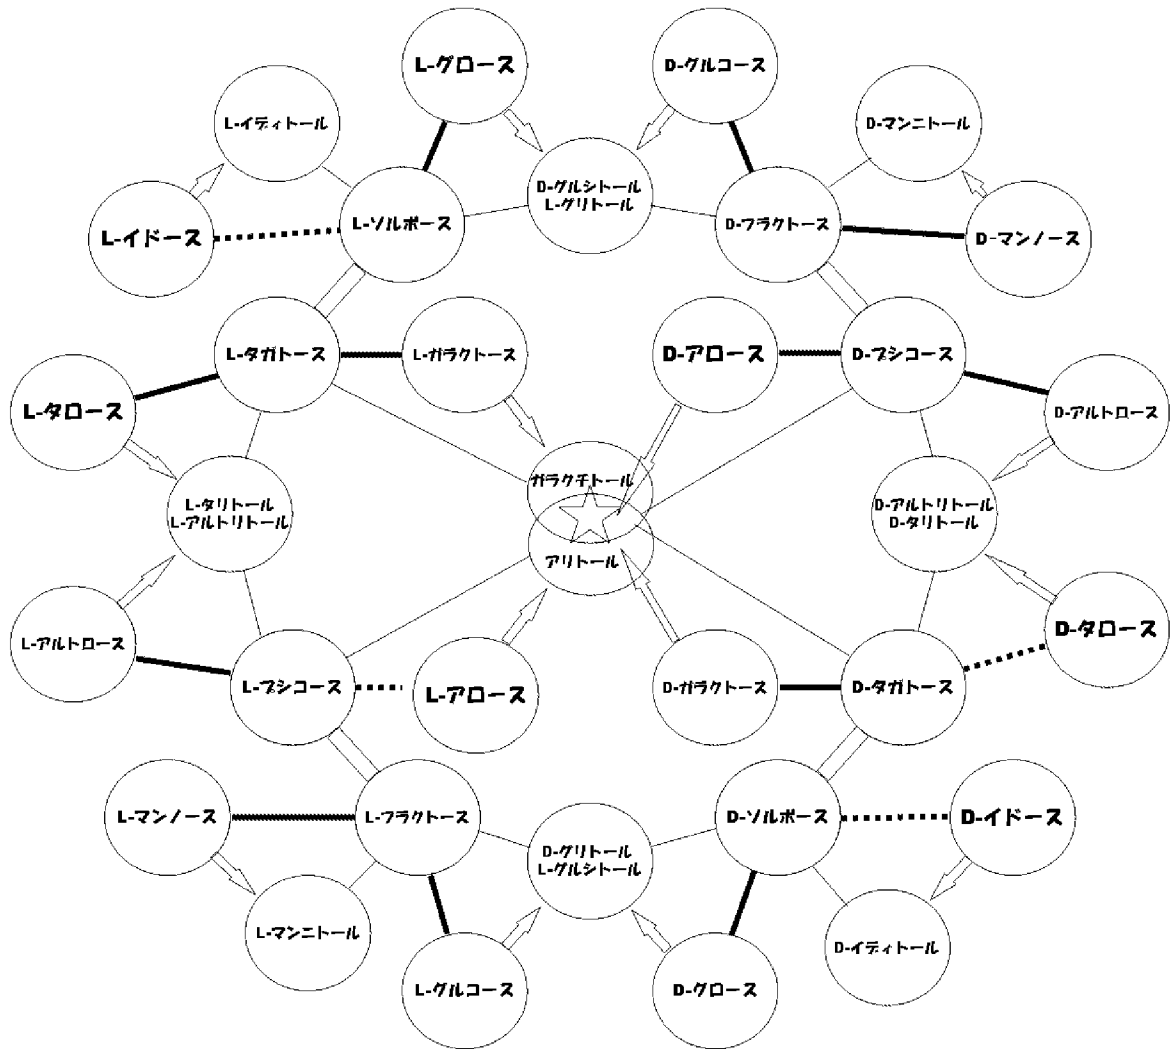 L-グロース
D-グルコース
L-イディトール
D-マンニトール
D-グルシトール
L-グリトール
L-イドース
L-ソルボース
D-フラクトース
D-マンノース
L-タガトース
L-ガラクトース
D-アロース
D-プシコース
L-タロース
D-アルトロース
ガラクチトール
L-タリトール
L-アルトリトール
D-アルトリトール
D-タリトール
アリトール
L-アルトロース
D-タロース
L-プシコース
L-アロース
D-ガラクトース
D-タガトース
L-マンノース
L-フラクトース
D-ソルボース
D-イドース
D-グリトール
L-グルシトール
L-マンニトール
D-イディトール
L-グルコース
D-グロース